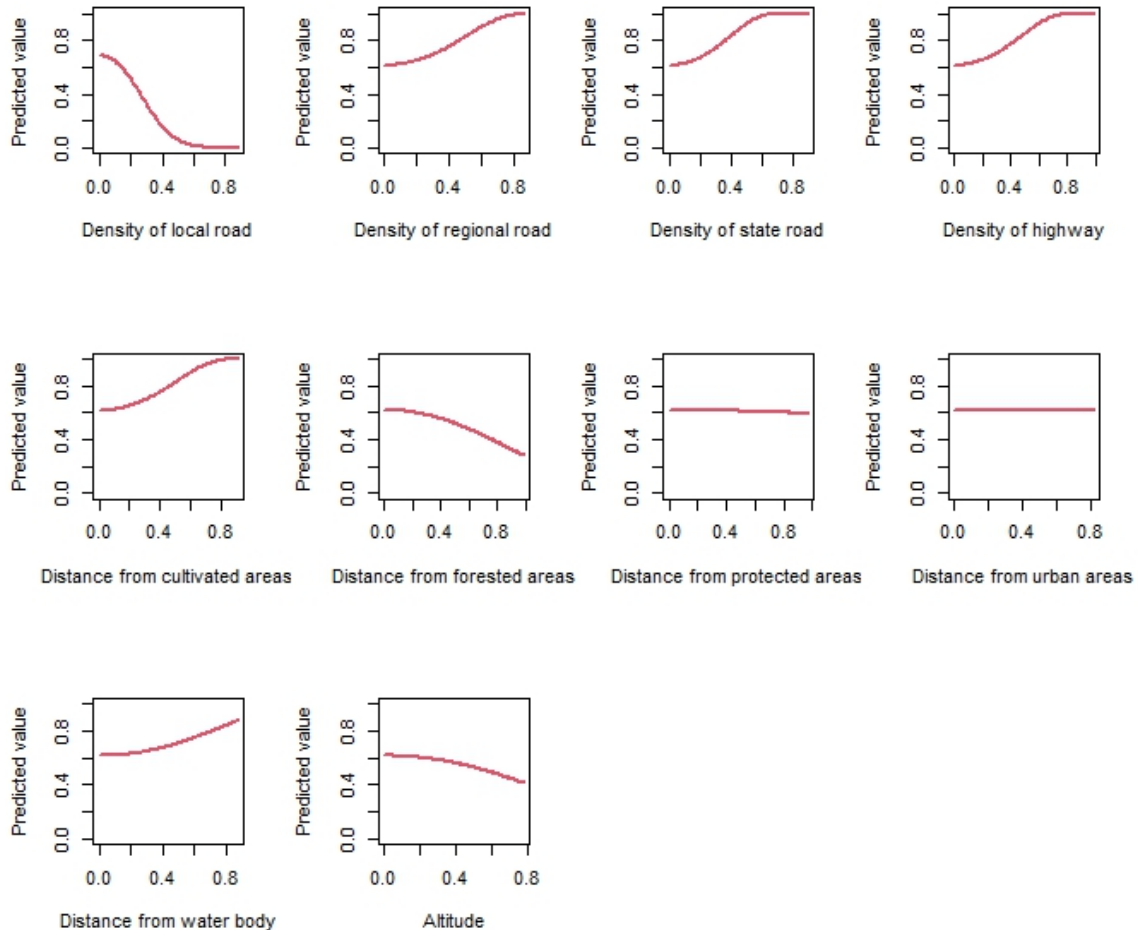 Predicted value
0.0 0.4 0.8
0.0 0.4 0.8
Density of local road
Predicted value
0.0 0.4 0.8
0.0 0.4 0.8
Density of regional road
Predicted value
0.0 0.4 0.8
0.0 0.4 0.8
Density of state road
Predicted value
0.0 0.4 0.8
0.0 0.4 0.8
Density of highway
Predicted value
0.0 0.4 0.8
0.0 0.4 0.8
Distance from cultivated areas
Predicted value
0.0 0.4 0.8
0.0 0.4 0.8
Distance from forested areas
Predicted value
0.0 0.4 0.8
0.0 0.4 0.8
Distance from protected areas
Predicted value
0.0 0.4 0.8
0.0 0.4 0.8
Distance from urban areas
Predicted value
0.0 0.4 0.8
0.0 0.4 0.8
Distance from water body
Predicted value
0.0 0.4 0.8
0.0 0.4 0.8
Altitude